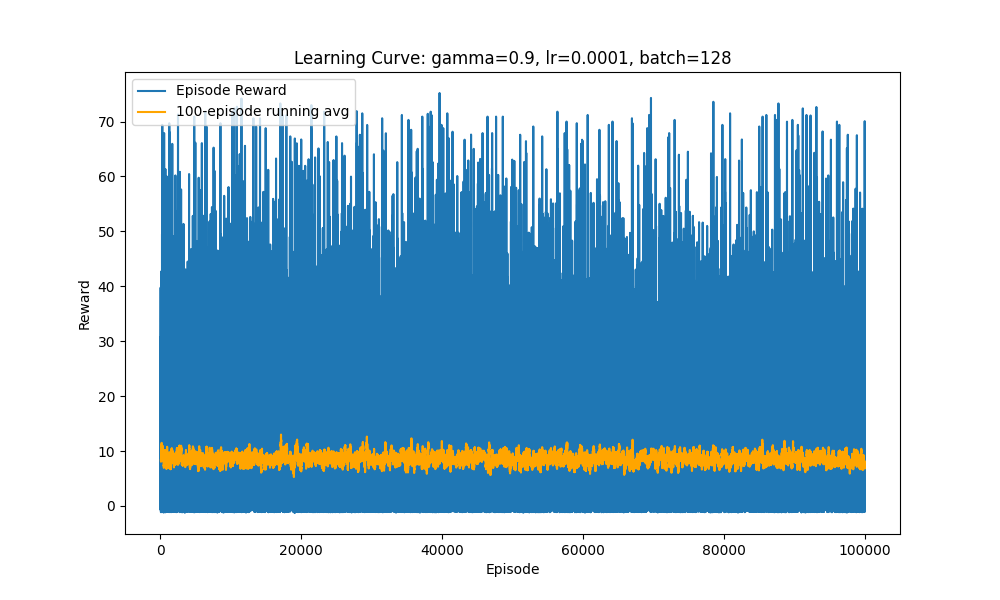 Learning Curve: gamma=0.9, lr=0.0001, batch=128
Episode Reward
100-episode running avg
70
60
50
40
30
20
10
0
Reward
0 20000 40000 60000 80000 100000
Episode